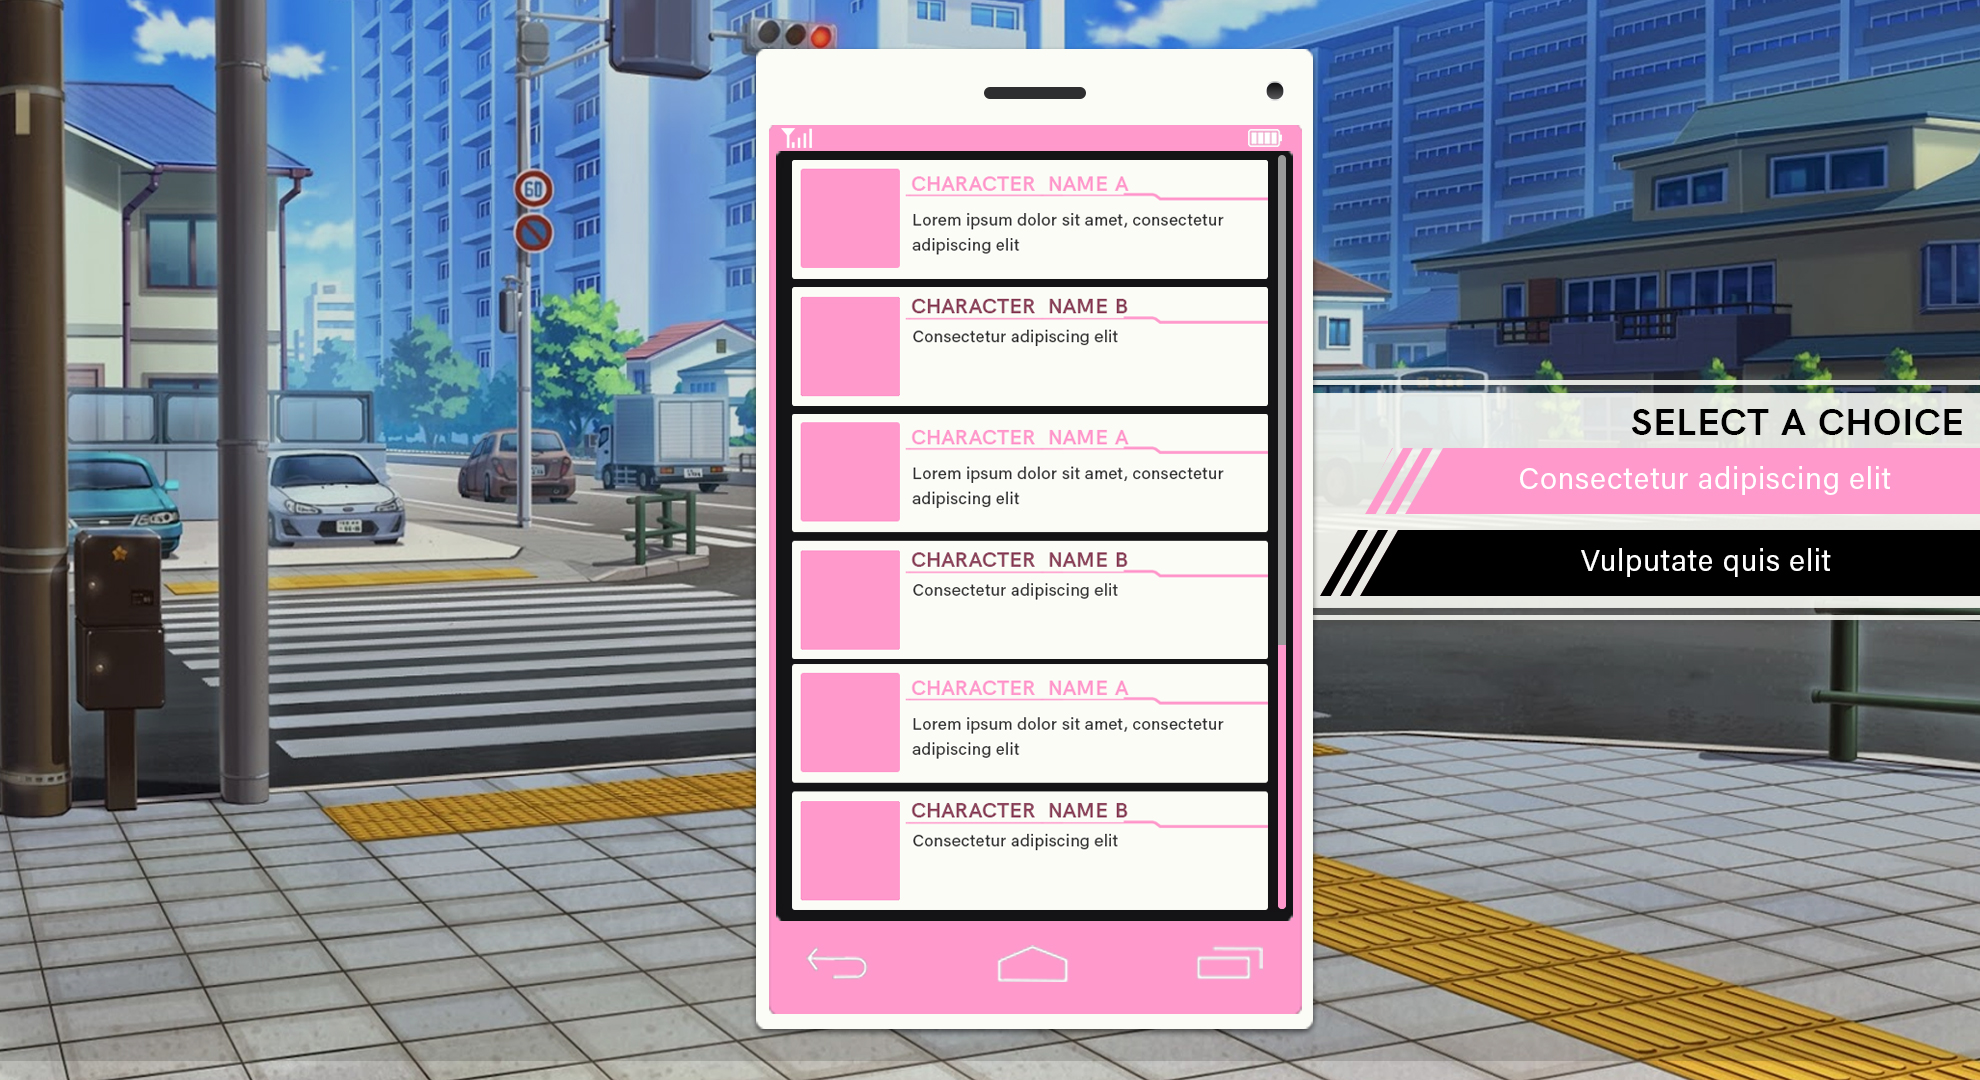 60
CHARACTER NAME A
Lorem ipsum dolor sit amet, consectetur
adipiscing elit
CHARACTER NAME B
Consectetur adipiscing elit
CHARACTER NAME A
Lorem ipsum dolor sit amet, consectetur
adipiscing elit
CHARACTER NAME B
Consectetur adipiscing elit
CHARACTER NAME A
Lorem ipsum dolor sit amet, consectetur
adipiscing elit
CHARACTER NAME B
Consectetur adipiscing elit
SELECT A CHOICE
Consectetur adipiscing elit
Vulputate quis elit